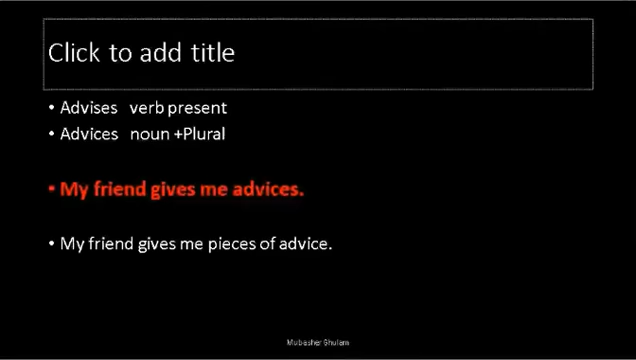 Click to add title
• Advises verb present
• Advices noun +Plural
• My friend gives me advices.
• My friend gives me pieces of advice.
Mubasher Ghulam